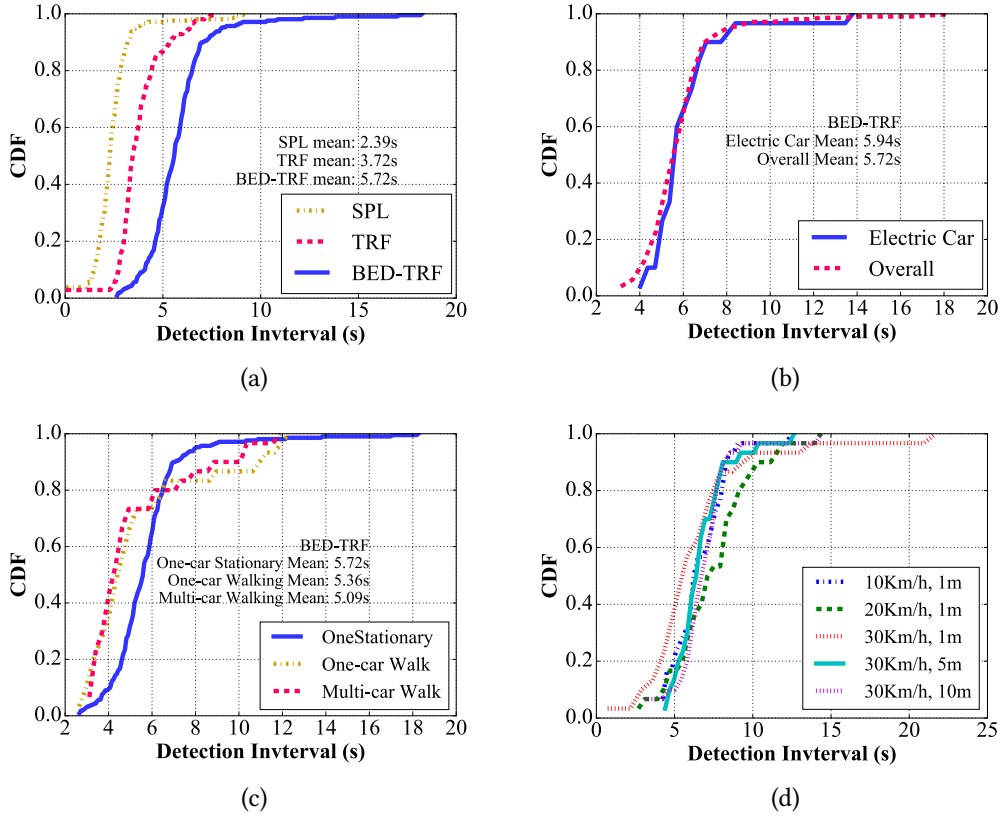 1.0
0.8
0.6
0.4
0.2
0.0
CDF
SPL mean: 2.39s
TRF mean: 3.72s
BED-TRF mean: 5.72s
SPL
TRF
BED-TRF
0 5 10 15 20
Detection Invterval (s)
(a)
1.0
0.8
0.6
0.4
0.2
0.0
CDF
BED-TRF
Electric Car Mean: 5.94s
Overall Mean: 5.72s
Electric Car
Overall
2 4 6 8 10 12 14 16 18 20
Detection Invterval (s)
(b)
1.0
0.8
0.6
0.4
0.2
0.0
CDF
BED-TRF
One-car Stationary Mean: 5.72s
One-car Walking Mean: 5.36s
Multi-car Walking Mean: 5.09s
OneStationary
One-car Walk
Multi-car Walk
2 4 6 8 10 12 14 16 18 20
Detection Invterval (s)
(c)
1.0
0.8
0.6
0.4
0.2
0.0
CDF
10Km/h, 1m
20Km/h, 1m
30Km/h, 1m
30Km/h, 5m
30Km/h, 10m
0 5 10 15 20 25
Detection Invterval (s)
(d)